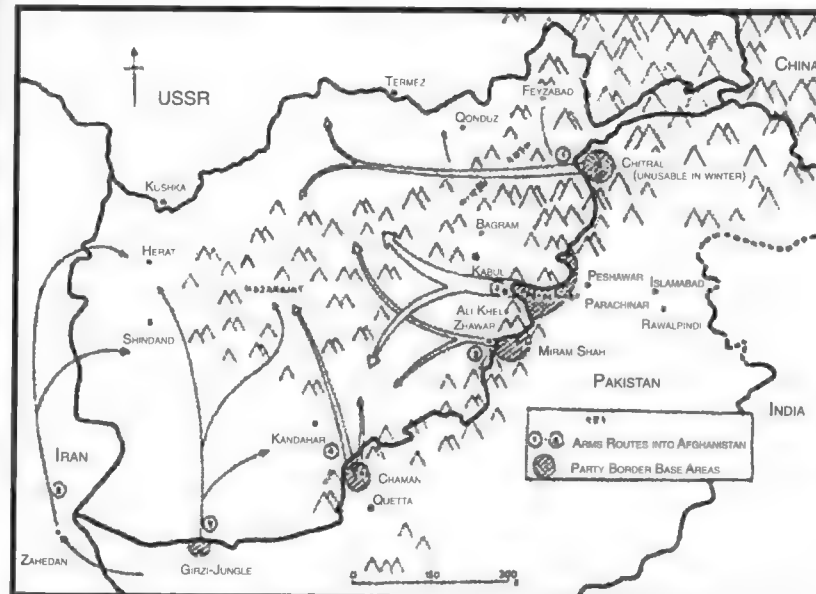 CHINA
USSR
TERMEZ
FEYZABAD
QONDUZ
CHITRAL
(UNUSABLE IN WINTER)
KUSHKA
BAGRAM
HERAT
KABUL
PESHAWAR
ISLAMABAD
PARACHINAR
ALI KHEL
ZHAWAR
RAWALPINDI
SHINDAND
MIRAM SHAH
PAKISTAN
INDIA
KANDAHAR
ARMS ROUTES INTO AFGHANISTAN
IRAN
PARTY BORDER BASE AREAS
CHAMAN
QUETTA
ZAHEDAN
GIRZI-JUNGLE
0 150 300